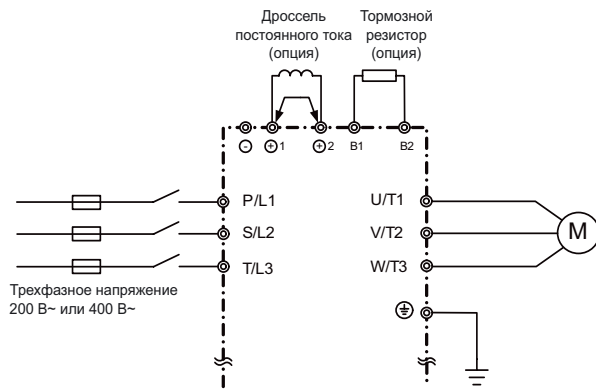 Дроссель
постоянного тока
(опция)
Тормозной
резистор
(опция)
- +1 +2 B1 B2
P/L1 U/T1
S/L2 V/T2 M
T/L3 W/T3
Трехфазное напряжение
200 В~ или 400 В~